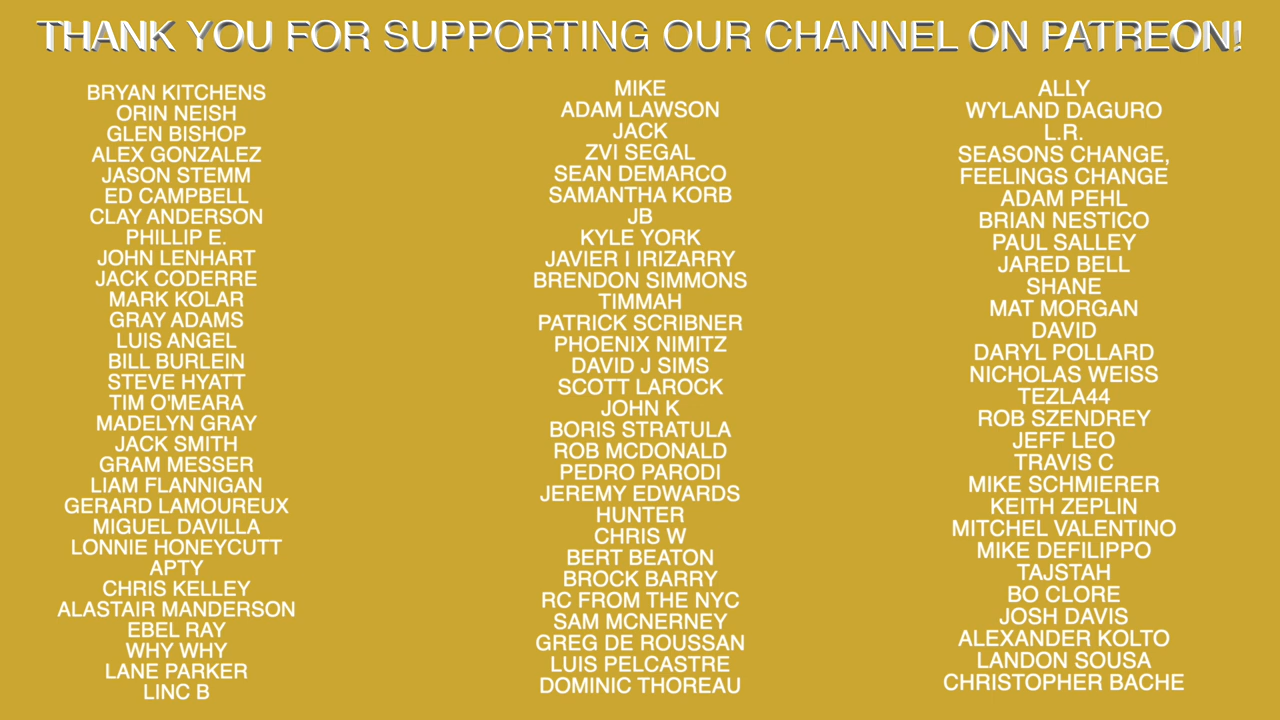 THANK YOU FOR SUPPORTING OUR CHANNEL ON PATREON!
BRYAN KITCHENS
ORIN NEISH
GLEN BISHOP
ALEX GONZALEZ
JASON STEMM
ED CAMPBELL
CLAY ANDERSON
PHILLIP E.
JOHN LENHART
JACK CODERRE
MARK KOLAR
GRAY ADAMS
LUIS ANGEL
BILL BURLEIN
STEVE HYATT
TIM O'MEARA
MADELYN GRAY
JACK SMITH
GRAM MESSER
LIAM FLANNIGAN
GERARD LAMOUREUX
MIGUEL DAVILLA
LONNIE HONEYCUTT
APTY
CHRIS KELLEY
ALASTAIR MANDERSON
EBEL RAY
WHY WHY
LANE PARKER
LINC B
MIKE
ADAM LAWSON
JACK
ZVI SEGAL
SEAN DEMARCO
SAMANTHA KORB
JB
KYLE YORK
JAVIER I IRIZARRY
BRENDON SIMMONS
TIMMAH
PATRICK SCRIBNER
PHOENIX NIMITZ
DAVID J SIMS
SCOTT LAROCK
JOHN K
BORIS STRATULA
ROB MCDONALD
PEDRO PARODI
JEREMY EDWARDS
HUNTER
CHRIS W
BERT BEATON
BROCK BARRY
RC FROM THE NYC
SAM MCNERNEY
GREG DE ROUSSAN
LUIS PELCASTRE
DOMINIC THOREAU
ALLY
WYLAND DAGURO
L.R.
SEASONS CHANGE,
FEELINGS CHANGE
ADAM PEHL
BRIAN NESTICO
PAUL SALLEY
JARED BELL
SHANE
MAT MORGAN
DAVID
DARYL POLLARD
NICHOLAS WEISS
TEZLA44
ROB SZENDREY
JEFF LEO
TRAVIS C
MIKE SCHMIERER
KEITH ZEPLIN
MITCHEL VALENTINO
MIKE DEFILIPPO
TAJSTAH
BO CLORE
JOSH DAVIS
ALEXANDER KOLTO
LANDON SOUSA
CHRISTOPHER BACHE